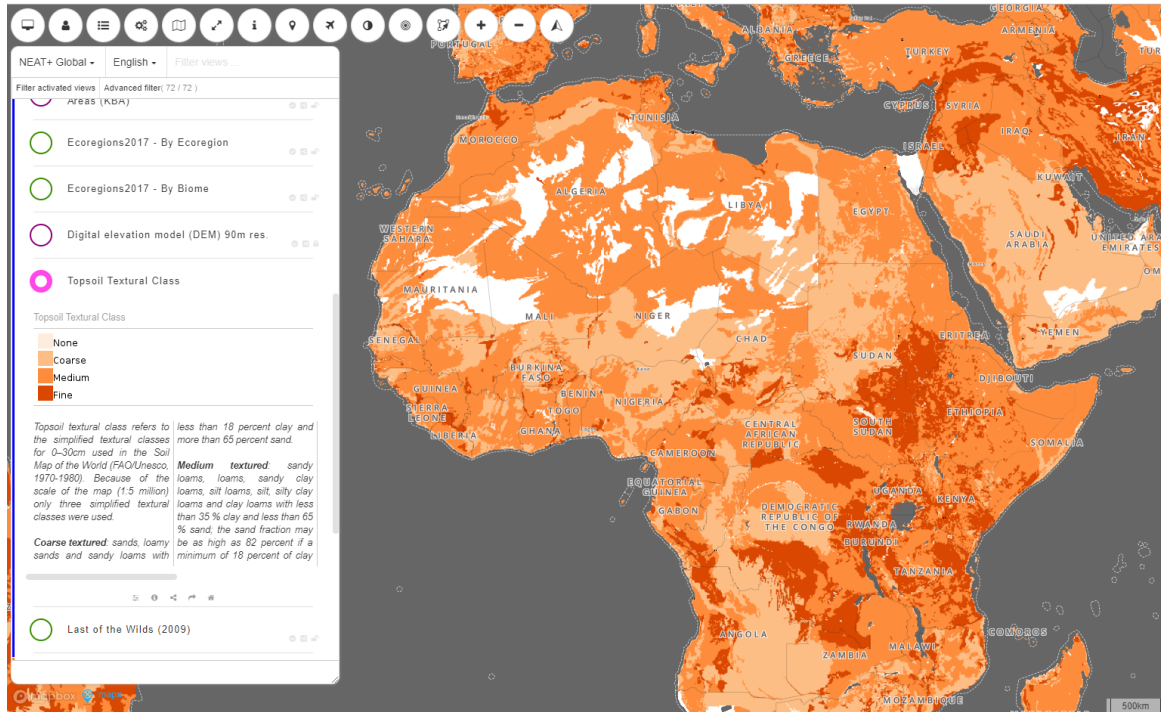 NEAT+ Global
English
Filter views ...
Filter activated views
Advanced filter( 72 / 72 )
Areas (KBA)
Ecoregions2017 - By Ecoregion
Ecoregions2017 - By Biome
Digital elevation model (DEM) 90m res.
Topsoil Textural Class
Topsoil Textural Class
None
Coarse
Medium
Fine
Topsoil textural class refers to
the simplified textural classes
for 0–30cm used in the Soil
Map of the World (FAO/Unesco,
1970-1980). Because of the
scale of the map (1:5 million)
only three simplified textural
classes were used.
Coarse textured: sands, loamy
sands and sandy loams with
less than 18 percent clay and
more than 65 percent sand.
Medium textured: sandy
loams, loams, sandy clay
loams, silt loams, silt, silty clay
loams and clay loams with less
than 35 % clay and less than 65
% sand; the sand fraction may
be as high as 82 percent if a
minimum of 18 percent of clay
Last of the Wilds (2009)
mapbox
maptiler
GEORGIA
ALBANIA
ARMENIA
PORTUGAL
GREECE
TURKEY
CYPRUS
SYRIA
TUNISIA
MOROCCO
ISRAEL
IRAQ
IRAN
KUWAIT
ALGERIA
LIBYA
EGYPT
WESTERN
SAHARA
SAUDI
ARABIA
UNITED ARA
EMIRATES
OM
MAURITANIA
MALI
NIGER
CHAD
SUDAN
ERITREA
YEMEN
SENEGAL
BURKINA
FASO
DJIBOUTI
GUINEA
BENIN
NIGERIA
SIERRA
LEONE
TOGO
GHANA
LIBERIA
ETHIOPIA
SOUTH
SUDAN
CENTRAL
AFRICAN
REPUBLIC
CAMEROON
SOMALIA
EQUATORIAL
GUINEA
GABON
UGANDA
KENYA
DEMOCRATIC
REPUBLIC OF
THE CONGO
RWANDA
BURUNDI
TANZANIA
ANGOLA
ZAMBIA
MALAWI
COMOROS
MOZAMBIQUE
500km